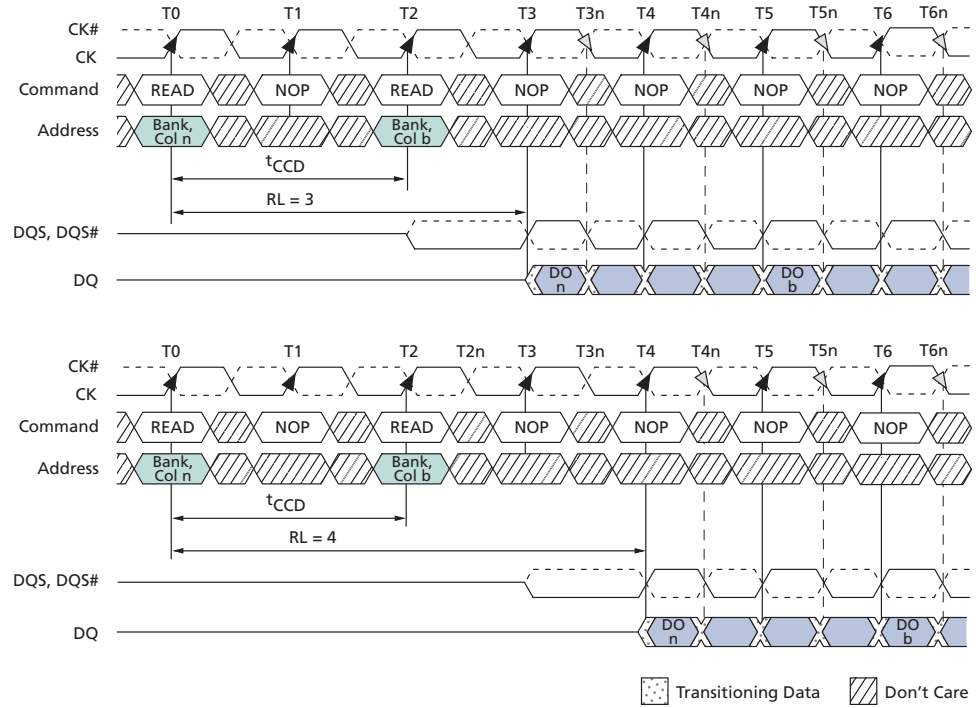 T0 T1 T2 T3 T3n T4 T4n T5 T5n T6 T6n
CK#
CK
Command READ NOP READ NOP NOP NOP NOP
Address Bank, Col n Bank, Col b
tCCD
RL = 3
DQS, DQS#
DQ DO n DO b
T0 T1 T2 T2n T3 T3n T4 T4n T5 T5n T6 T6n
CK#
CK
Command READ NOP READ NOP NOP NOP NOP
Address Bank, Col n Bank, Col b
tCCD
RL = 4
DQS, DQS#
DQ DO n DO b
Transitioning Data Don't Care